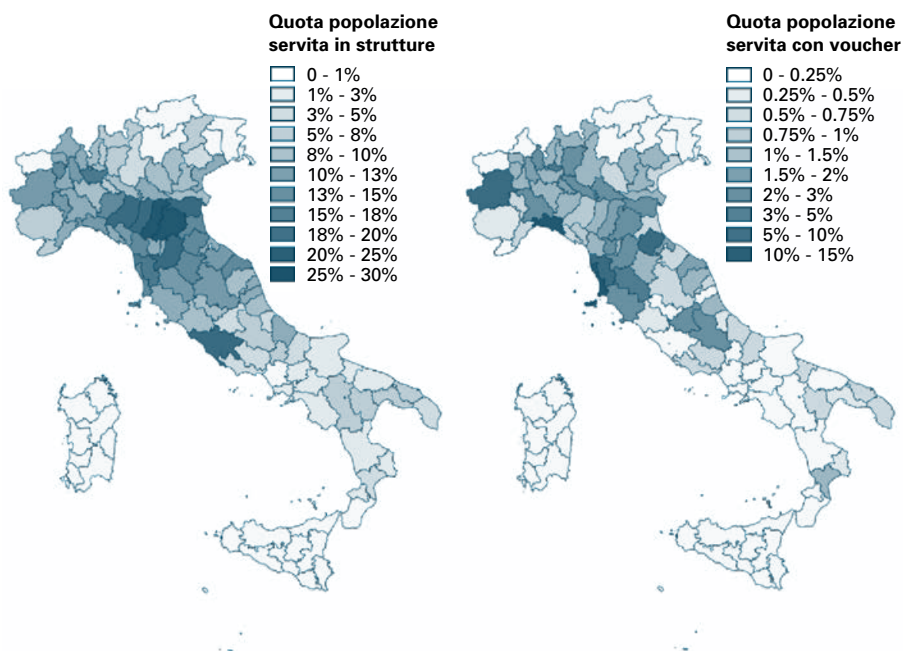 Quota popolazione
servita in strutture
0 - 1%
1% - 3%
3% - 5%
5% - 8%
8% - 10%
10% - 13%
13% - 15%
15% - 18%
18% - 20%
20% - 25%
25% - 30%
Quota popolazione
servita con voucher
0 - 0.25%
0.25% - 0.5%
0.5% - 0.75%
0.75% - 1%
1% - 1.5%
1.5% - 2%
2% - 3%
3% - 5%
5% - 10%
10% - 15%